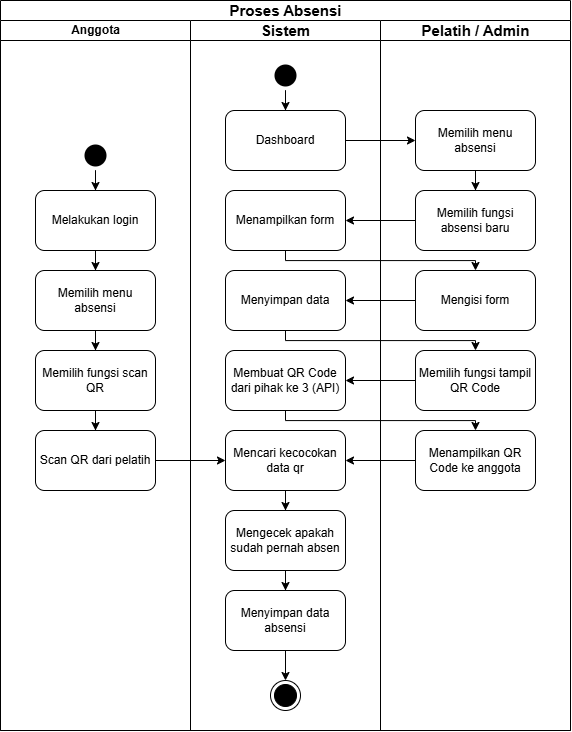 Proses Absensi
Anggota
Sistem
Pelatih / Admin
Dashboard
Memilih menu
absensi
Melakukan login
Menampilkan form
Memilih fungsi
absensi baru
Memilih menu
absensi
Menyimpan data
Mengisi form
Memilih fungsi scan
QR
Membuat QR Code
dari pihak ke 3 (API)
Memilih fungsi tampil
QR Code
Scan QR dari pelatih
Mencari kecocokan
data qr
Menampilkan QR
Code ke anggota
Mengecek apakah
sudah pernah absen
Menyimpan data
absensi